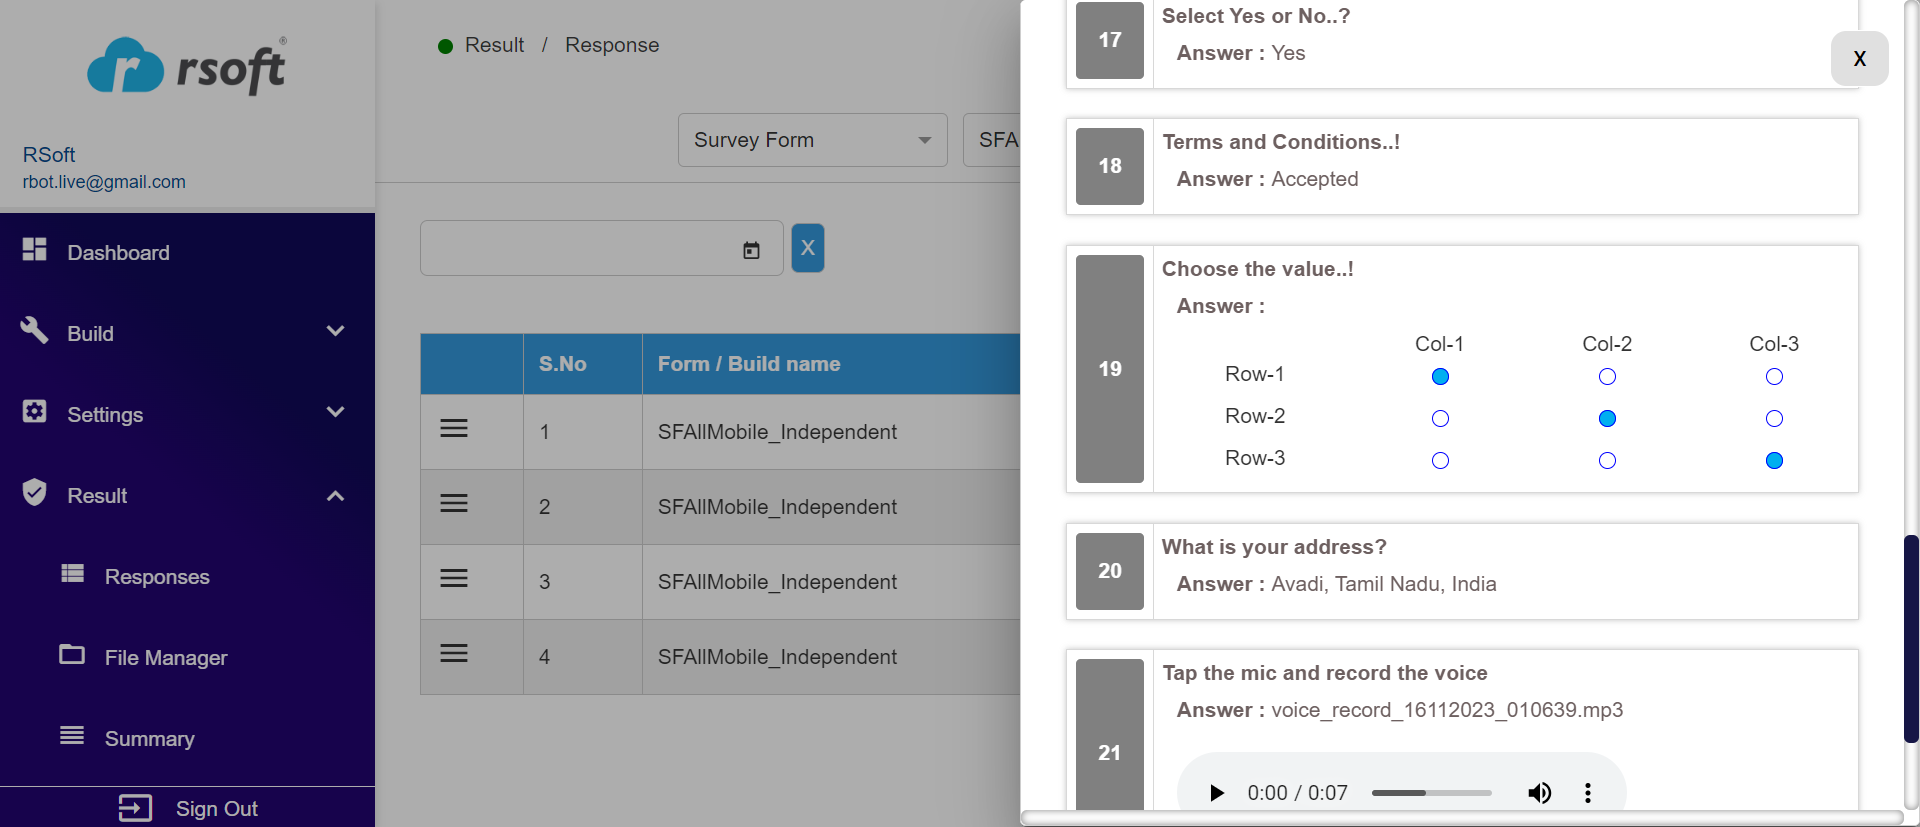 rsoft®
RSoft
rbot.live@gmail.com
Dashboard
Build
Settings
Result
Responses
File Manager
Summary
Sign Out
Result / Response
Survey Form
SFA
X
S.No
Form / Build name
1
SFAllMobile_Independent
2
SFAllMobile_Independent
3
SFAllMobile_Independent
4
SFAllMobile_Independent
X
17
Select Yes or No..?
Answer : Yes
18
Terms and Conditions..!
Answer : Accepted
19
Choose the value..!
Answer :
Col-1 Col-2 Col-3
Row-1
Row-2
Row-3
20
What is your address?
Answer : Avadi, Tamil Nadu, India
21
Tap the mic and record the voice
Answer : voice_record_16112023_010639.mp3
0:00 / 0:07